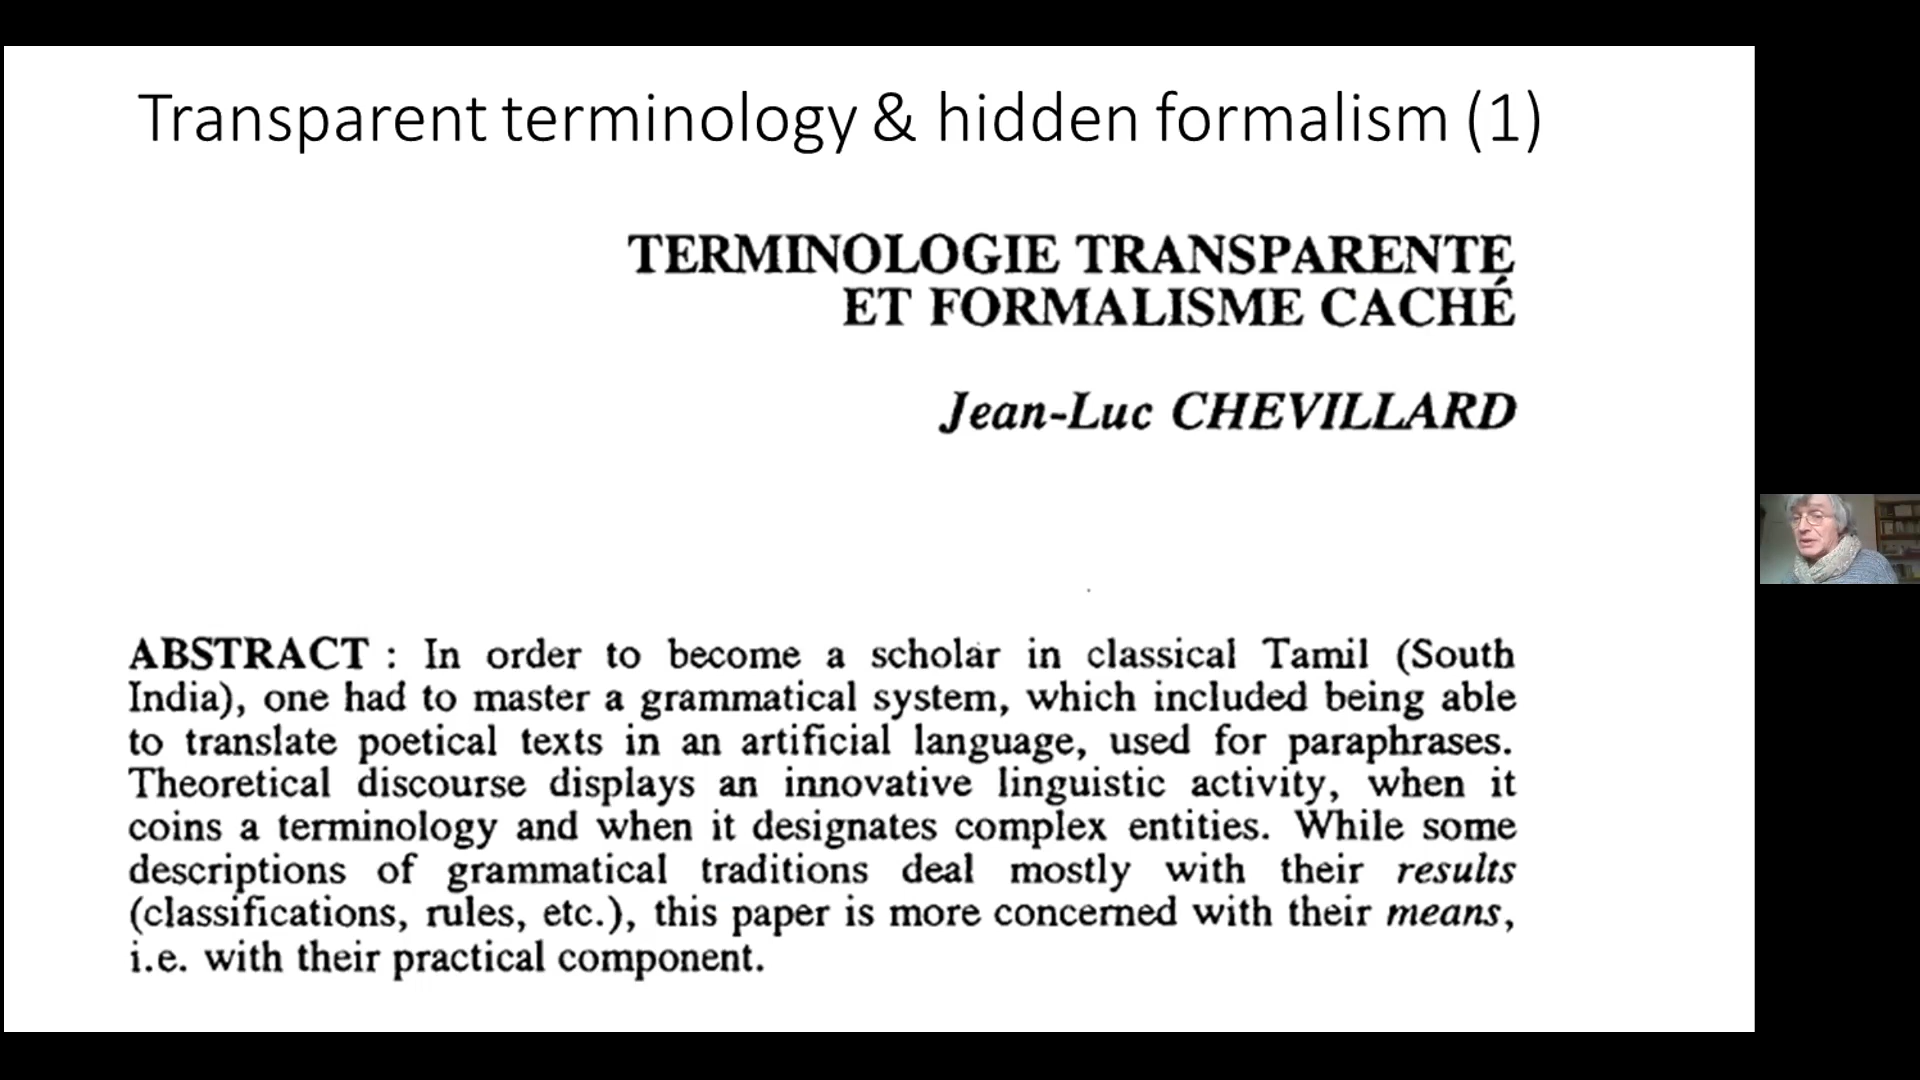 Transparent terminology & hidden formalism (1)
TERMINOLOGIE TRANSPARENTE
ET FORMALISME CACHÉ
Jean-Luc CHEVILLARD
ABSTRACT : In order to become a scholar in classical Tamil (South
India), one had to master a grammatical system, which included being able
to translate poetical texts in an artificial language, used for paraphrases.
Theoretical discourse displays an innovative linguistic activity, when it
coins a terminology and when it designates complex entities. While some
descriptions of grammatical traditions deal mostly with their results
(classifications, rules, etc.), this paper is more concerned with their means,
i.e. with their practical component.